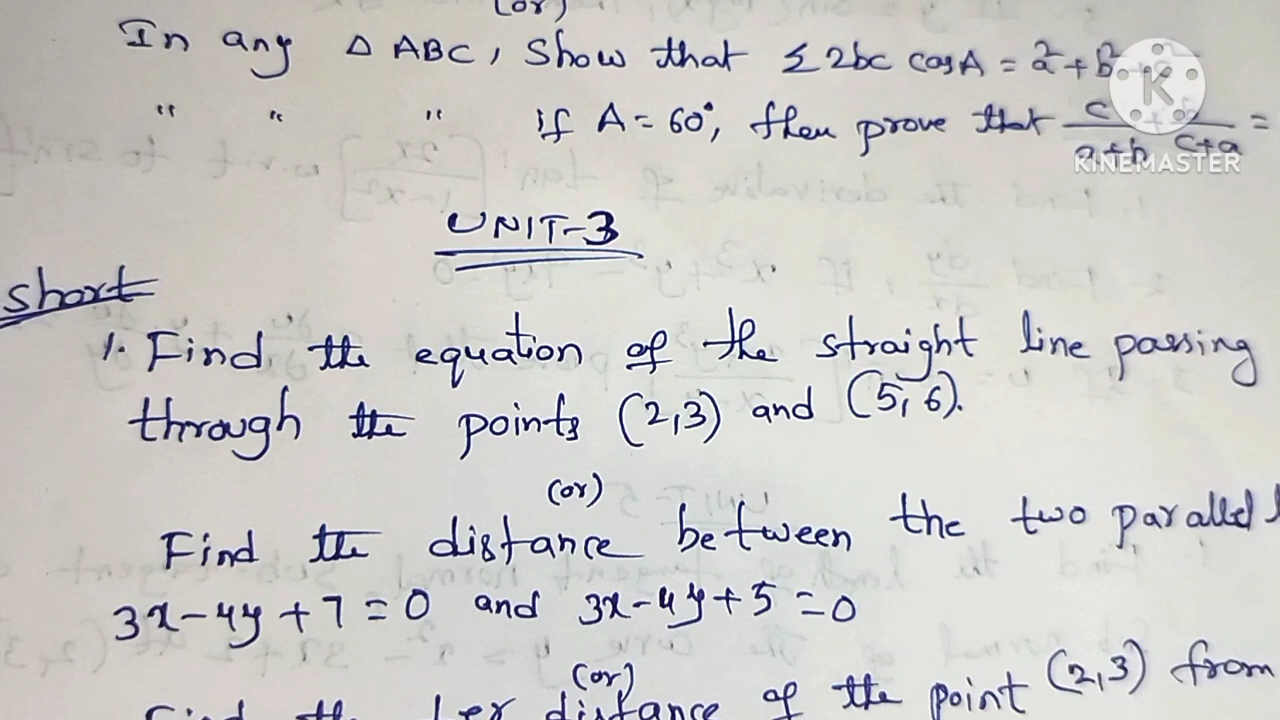 (or)
In any Δ ABC, Show that Σ 2bc cosA = a² + b² +
" " " if A = 60°, then prove that c/a+b + /c+a =
KINEMASTER
UNIT-3
short
1. Find the equation of the straight line passing
through the points (2,3) and (5,6).
(or)
Find the distance between the two parallel
3x-4y+7=0 and 3x-4y+5=0
(or)
Find the Ler distance of the point (2,3) from